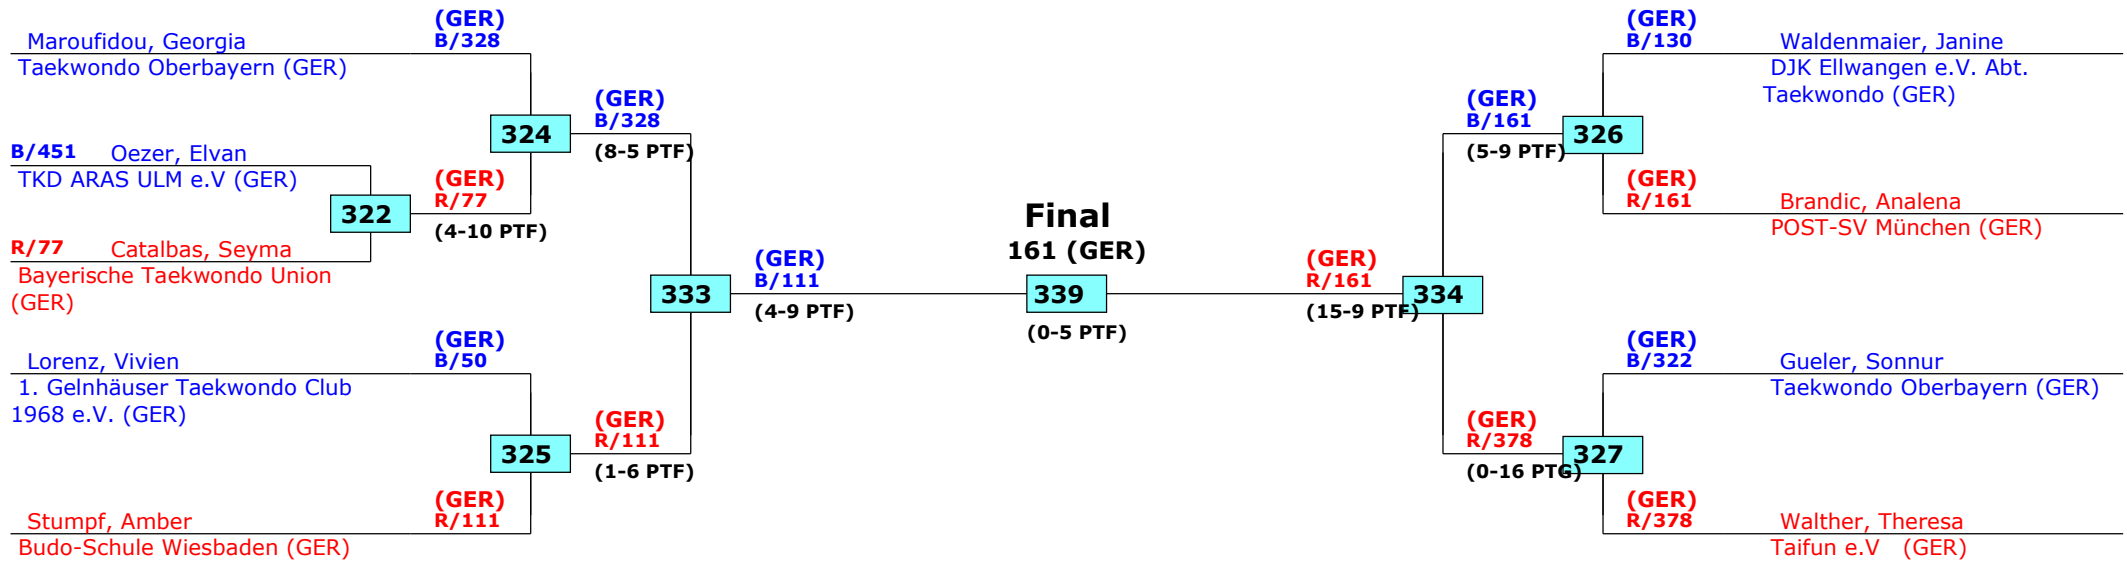 (GER)
B/328
Maroufidou, Georgia
Taekwondo Oberbayern (GER)
324
(GER)
B/328
(8-5 PTF)
B/451 Oezer, Elvan
TKD ARAS ULM e.V (GER)
322
(GER)
R/77
(4-10 PTF)
R/77 Catalbas, Seyma
Bayerische Taekwondo Union
(GER)
333
(GER)
B/111
(4-9 PTF)
(GER)
B/50
Lorenz, Vivien
1. Gelnhäuser Taekwondo Club
1968 e.V. (GER)
325
(GER)
R/111
(1-6 PTF)
(GER)
R/111
Stumpf, Amber
Budo-Schule Wiesbaden (GER)
Final
161 (GER)
339
(0-5 PTF)
(GER)
B/130
Waldenmaier, Janine
DJK Ellwangen e.V. Abt.
Taekwondo (GER)
(GER)
B/161
326
(5-9 PTF)
(GER)
R/161
Brandic, Analena
POST-SV München (GER)
(GER)
R/161
334
(15-9 PTF)
(GER)
B/322
Gueler, Sonnur
Taekwondo Oberbayern (GER)
(GER)
R/378
327
(0-16 PTG)
(GER)
R/378
Walther, Theresa
Taifun e.V (GER)